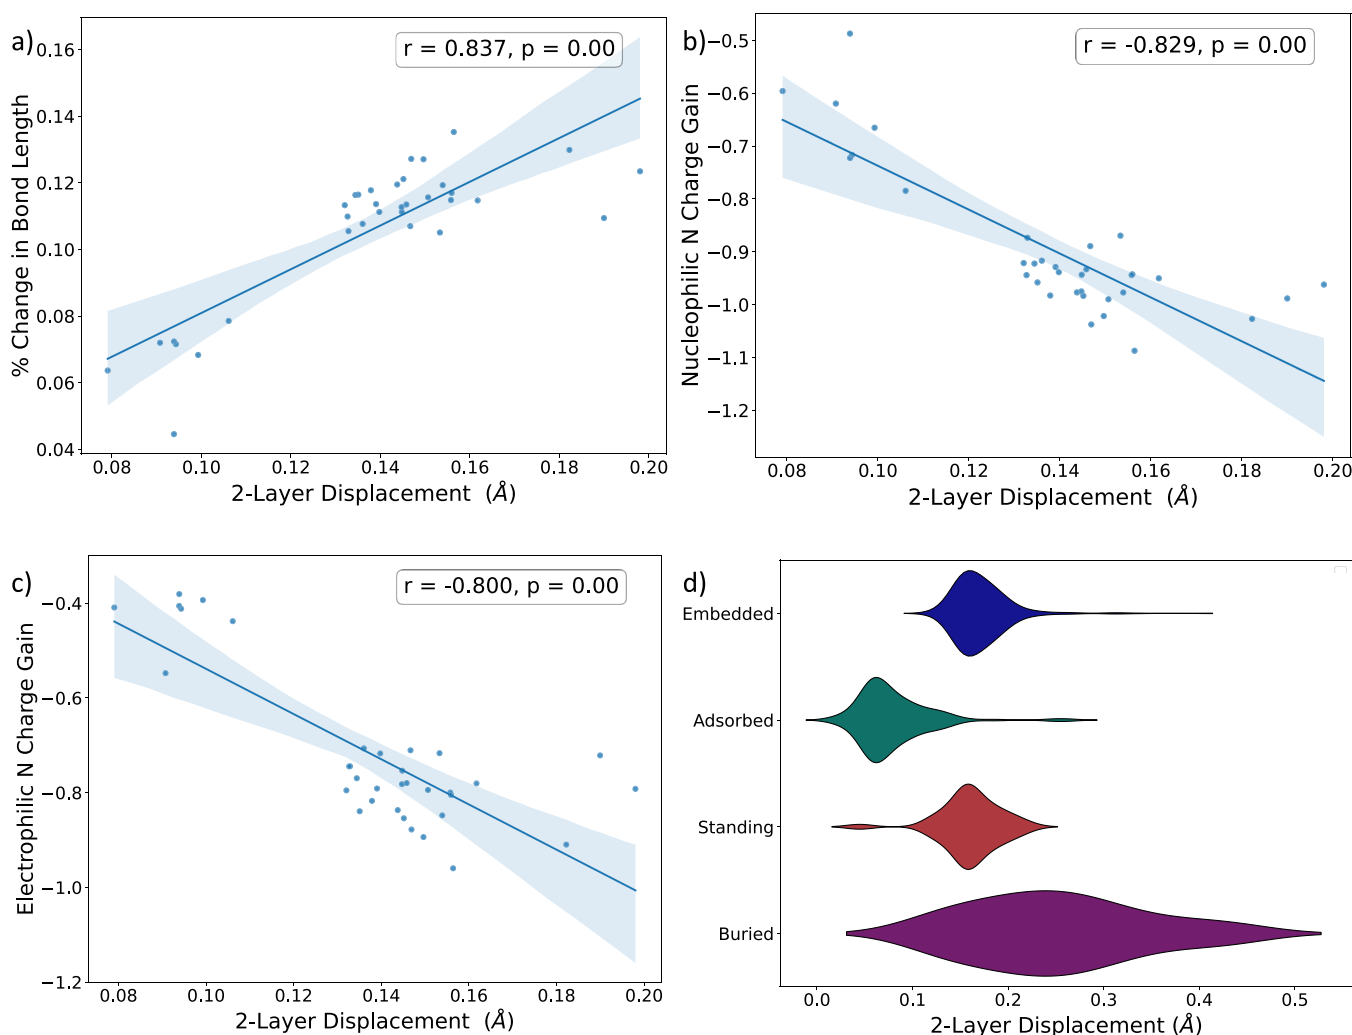 a)
r = 0.837, p = 0.00
% Change in Bond Length
0.16
0.14
0.12
0.10
0.08
0.06
0.04
0.08 0.10 0.12 0.14 0.16 0.18 0.20
2-Layer Displacement (Å)
b)
r = -0.829, p = 0.00
Nucleophilic N Charge Gain
−0.5
−0.6
−0.7
−0.8
−0.9
−1.0
−1.1
−1.2
0.08 0.10 0.12 0.14 0.16 0.18 0.20
2-Layer Displacement (Å)
c)
r = -0.800, p = 0.00
Electrophilic N Charge Gain
−0.4
−0.6
−0.8
−1.0
−1.2
0.08 0.10 0.12 0.14 0.16 0.18 0.20
2-Layer Displacement (Å)
d)
Embedded
Adsorbed
Standing
Buried
0.0 0.1 0.2 0.3 0.4 0.5
2-Layer Displacement (Å)